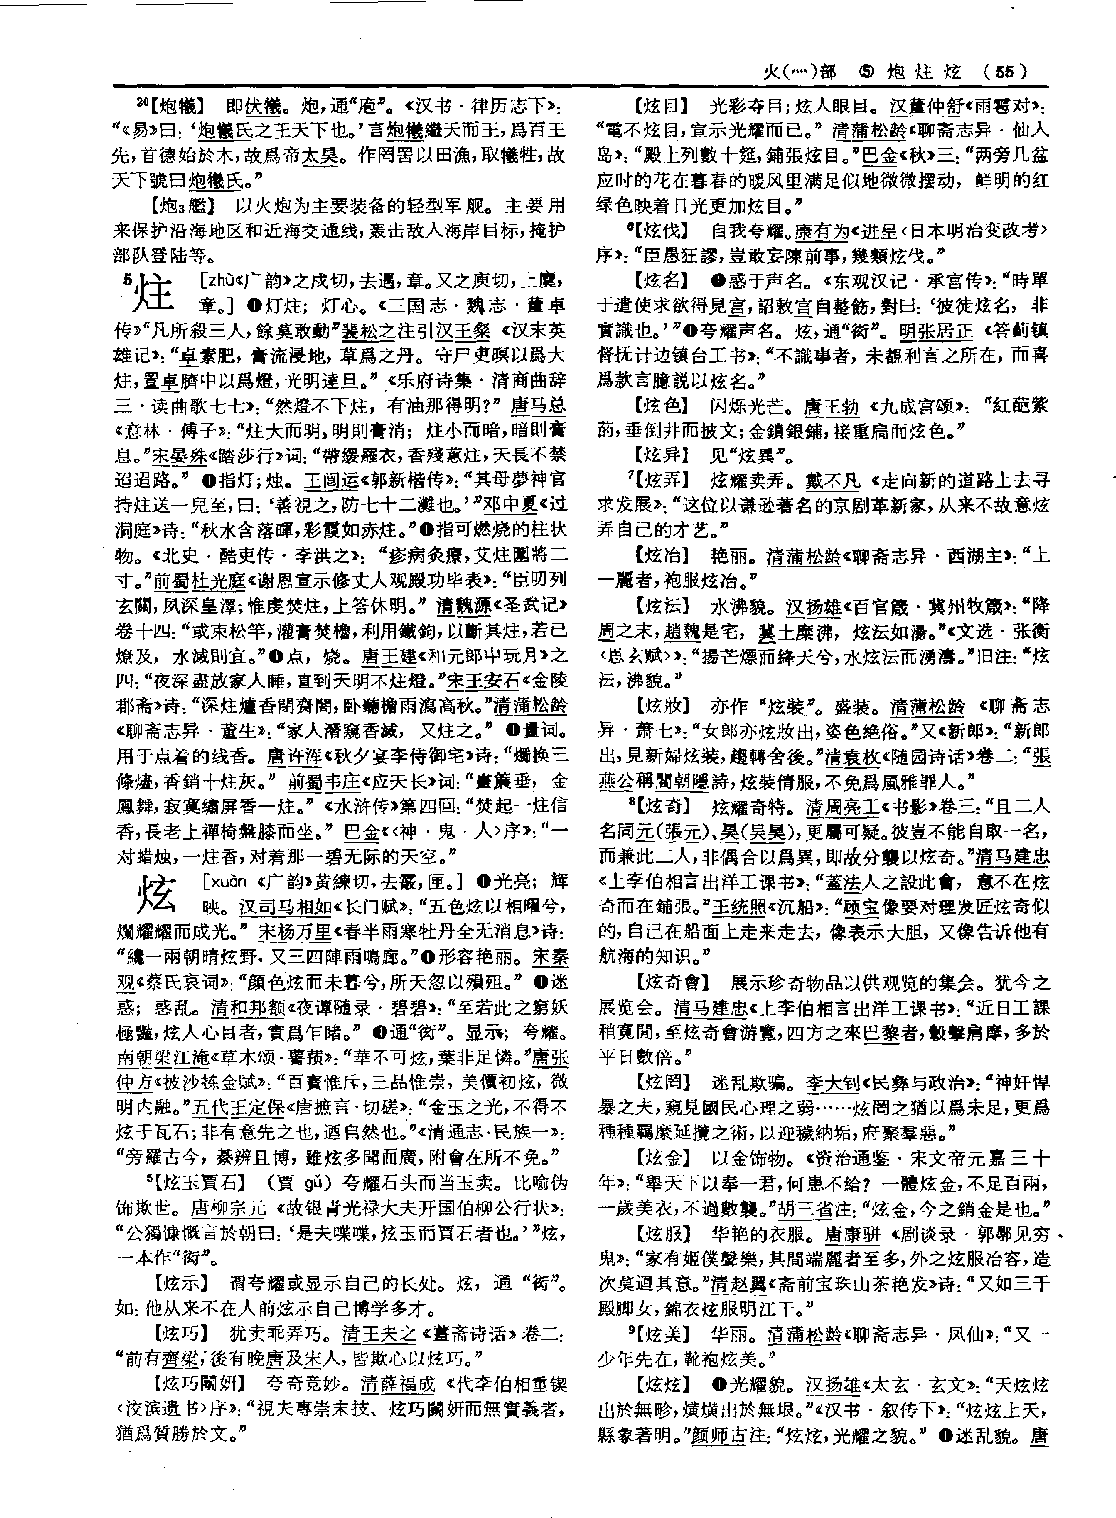 火(灬)部 ⑤ 炮炷炫 (55)
²⁰【炮犧】 即伏犧。炮，通“庖”。《汉书·律历志下》：
“《易》曰：‘炮犧氏之王天下也。’言炮犧繼天而王，爲百王
先，首德始於木，故爲帝太昊。作罔罟以田漁，取犧牲，故
天下號曰炮犧氏。”
【炮₃艦】 以火炮为主要装备的轻型军舰。主要用
来保护沿海地区和近海交通线，轰击敌人海岸目标，掩护
部队登陆等。
⁵炷 [zhù《广韵》之戍切，去遇，章。又之庾切，上麌，
章。] ❶灯炷；灯心。《三国志·魏志·董卓
传》“凡所殺三人，餘莫敢動”裴松之注引汉王粲《汉末英
雄记》：“卓素肥，膏流浸地，草爲之丹。守尸吏暝以爲大
炷，置卓臍中以爲燈，光明達旦。”《乐府诗集·清商曲辞
三·读曲歌七七》：“然燈不下炷，有油那得明？”唐马总
《意林·傅子》：“炷大而明，明則膏消；炷小而暗，暗則膏
息。”宋晏殊《踏莎行》词：“帶缓羅衣，香殘蕙炷，天長不禁
迢迢路。” ❷指灯；烛。王闿运《郭新楷传》：“其母夢神官
持炷送一兒至，曰：‘善視之，防七十二灘也。’”邓中夏《过
洞庭》诗：“秋水含落暉，彩霞如赤炷。”❸指可燃烧的柱状
物。《北史·酷吏传·李洪之》：“疹病灸療，艾炷圍將二
寸。”前蜀杜光庭《谢恩宣示修丈人观殿功毕表》：“臣叨列
玄關，夙深皇澤；惟虔焚炷，上答休明。”清魏源《圣武记》
卷十四：“或束松竿，灌膏焚櫓，利用鐵鉤，以斷其炷，若已
燎及，水滅則宜。”❹点，烧。唐王建《和元郎中玩月》之
四：“夜深盡放家人睡，直到天明不炷燈。”宋王安石《金陵
郡斋》诗：“深炷爐香閉齋閤，卧聽檐雨瀉高秋。”清蒲松龄
《聊斋志异·董生》：“家人潛窺香滅，又炷之。” ❺量词。
用于点着的线香。唐许浑《秋夕宴李侍御宅》诗：“燭换三
條燼，香銷十炷灰。”前蜀韦庄《应天长》词：“畫簾垂，金
鳳舞，寂寞繡屏香一炷。”《水浒传》第四回：“焚起一炷信
香，長老上禪椅盤膝而坐。”巴金《〈神·鬼·人〉序》：“一
对蜡烛，一炷香，对着那一碧无际的天空。”
炫 [xuàn《广韵》黄練切，去霰，匣。] ❶光亮；辉
映。汉司马相如《长门赋》：“五色炫以相曜兮，
爛耀耀而成光。”宋杨万里《春半雨寒牡丹全无消息》诗：
“纔一兩朝晴炫野，又三四陣雨鳴廊。”❷形容艳丽。宋秦
观《蔡氏哀词》：“顏色炫而未暮兮，所天忽以殞殂。” ❸迷
惑；惑乱。清和邦额《夜谭随录·碧碧》：“至若此之窮妖
極豔，炫人心目者，實爲乍睹。” ❹通“衒”。显示；夸耀。
南朝梁江淹《草木颂·薯蓣》：“華不可炫，葉非足憐。”唐张
仲方《披沙拣金赋》：“百寶惟斥，三品惟崇，美價初炫，微
明内融。”五代王定保《唐摭言·切磋》：“金玉之光，不得不
炫于瓦石；非有意先之也，迺自然也。”《清通志·民族一》：
“旁羅古今，綦辨且博，雖炫多聞而廣，附會在所不免。”
⁵【炫玉賈石】 （賈 gǔ）夸耀石头而当玉卖。比喻伪
饰欺世。唐柳宗元《故银青光禄大夫开国伯柳公行状》：
“公獨慷慨言於朝曰：‘是夫喋喋，炫玉而賈石者也。’”炫，
一本作“衒”。
【炫示】 谓夸耀或显示自己的长处。炫，通“衒”。
如：他从来不在人前炫示自己博学多才。
【炫巧】 犹卖乖弄巧。清王夫之《薑斋诗话》卷二：
“前有齊梁，後有晚唐及宋人，皆欺心以炫巧。”
【炫巧鬭妍】 夸奇竞妙。清薛福成《代李伯相重锲
〈洨滨遗书〉序》：“視夫專崇末技、炫巧鬭妍而無實義者，
猶爲質勝於文。”
【炫目】 光彩夺目；炫人眼目。汉董仲舒《雨雹对》：
“電不炫目，宣示光耀而已。”清蒲松龄《聊斋志异·仙人
岛》：“殿上列數十筵，鋪張炫目。”巴金《秋》三：“两旁几盆
应时的花在暮春的暖风里满足似地微微摆动，鲜明的红
绿色映着日光更加炫目。”
⁶【炫伐】 自我夸耀。康有为《进呈〈日本明治变政考〉
序》：“臣愚狂謬，豈敢妄陳前事，幾類炫伐。”
【炫名】 ❶惑于声名。《东观汉记·承宫传》：“時單
于遣使求欲得見宫，詔敕宫自整飭，對曰：‘彼徒炫名，非
實識也。’”❷夸耀声名。炫，通“衒”。明张居正《答蓟镇
督抚计边镇台工书》：“不識事者，未覩利害之所在，而喜
爲款言臆説以炫名。”
【炫色】 闪烁光芒。唐王勃《九成宫颂》：“紅葩紫
菂，垂倒井而披文；金鎖銀鋪，接重扃而炫色。”
【炫异】 见“炫異”。
⁷【炫弄】 炫耀卖弄。戴不凡《走向新的道路上去寻
求发展》：“这位以谦逊著名的京剧革新家，从来不故意炫
弄自己的才艺。”
【炫冶】 艳丽。清蒲松龄《聊斋志异·西湖主》：“上
一麗者，袍服炫冶。”
【炫沄】 水沸貌。汉扬雄《百官箴·冀州牧箴》：“降
周之末，趙魏是宅，冀土麋沸，炫沄如湯。”《文选·张衡
〈思玄赋〉》：“揚芒熛而絳天兮，水炫沄而湧濤。”旧注：“炫
沄，沸貌。”
【炫妝】 亦作“炫裝”。盛装。清蒲松龄《聊斋志
异·萧七》：“女郎亦炫妝出，姿色绝俗。”又《新郎》：“新郎
出，見新婦炫裝，趨轉舍後。”清袁枚《随园诗话》卷二：“張
燕公稱閻朝隱詩，炫裝倩服，不免爲風雅罪人。”
⁸【炫奇】 炫耀奇特。清周亮工《书影》卷三：“且二人
名同元（張元）、昊（吴昊），更屬可疑。彼豈不能自取一名，
而兼此二人，非偶合以爲異，即故分襲以炫奇。”清马建忠
《上李伯相言出洋工课书》：“蓋法人之設此會，意不在炫
奇而在鋪張。”王统照《沉船》：“顾宝像要对理发匠炫奇似
的，自己在船面上走来走去，像表示大胆，又像告诉他有
航海的知识。”
【炫奇會】 展示珍奇物品以供观览的集会。犹今之
展览会。清马建忠《上李伯相言出洋工课书》：“近日工課
稍寬閒，至炫奇會游覽，四方之來巴黎者，轂擊肩摩，多於
平日數倍。”
【炫罔】 迷乱欺骗。李大钊《民彝与政治》：“神奸悍
暴之夫，窺見國民心理之弱……炫罔之猶以爲未足，更爲
種種羈縻延攬之術，以迎穢納垢，府聚羣惡。”
【炫金】 以金饰物。《资治通鉴·宋文帝元嘉三十
年》：“舉天下以奉一君，何患不給？一體炫金，不足百兩，
一歲美衣，不過數襲。”胡三省注：“炫金，今之銷金是也。”
【炫服】 华艳的衣服。唐康骈《剧谈录·郭鄩见穷
鬼》：“家有姬僕聲樂，其間端麗者至多，外之炫服冶容，造
次莫迴其意。”清赵翼《斋前宝珠山茶艳发》诗：“又如三千
殿脚女，錦衣炫服明江干。”
⁹【炫美】 华丽。清蒲松龄《聊斋志异·凤仙》：“又一
少年先在，靴袍炫美。”
【炫炫】 ❶光耀貌。汉扬雄《太玄·玄文》：“天炫炫
出於無畛，熿熿出於無垠。”《汉书·叙传下》：“炫炫上天，
縣象著明。”颜师古注：“炫炫，光耀之貌。” ❷迷乱貌。唐